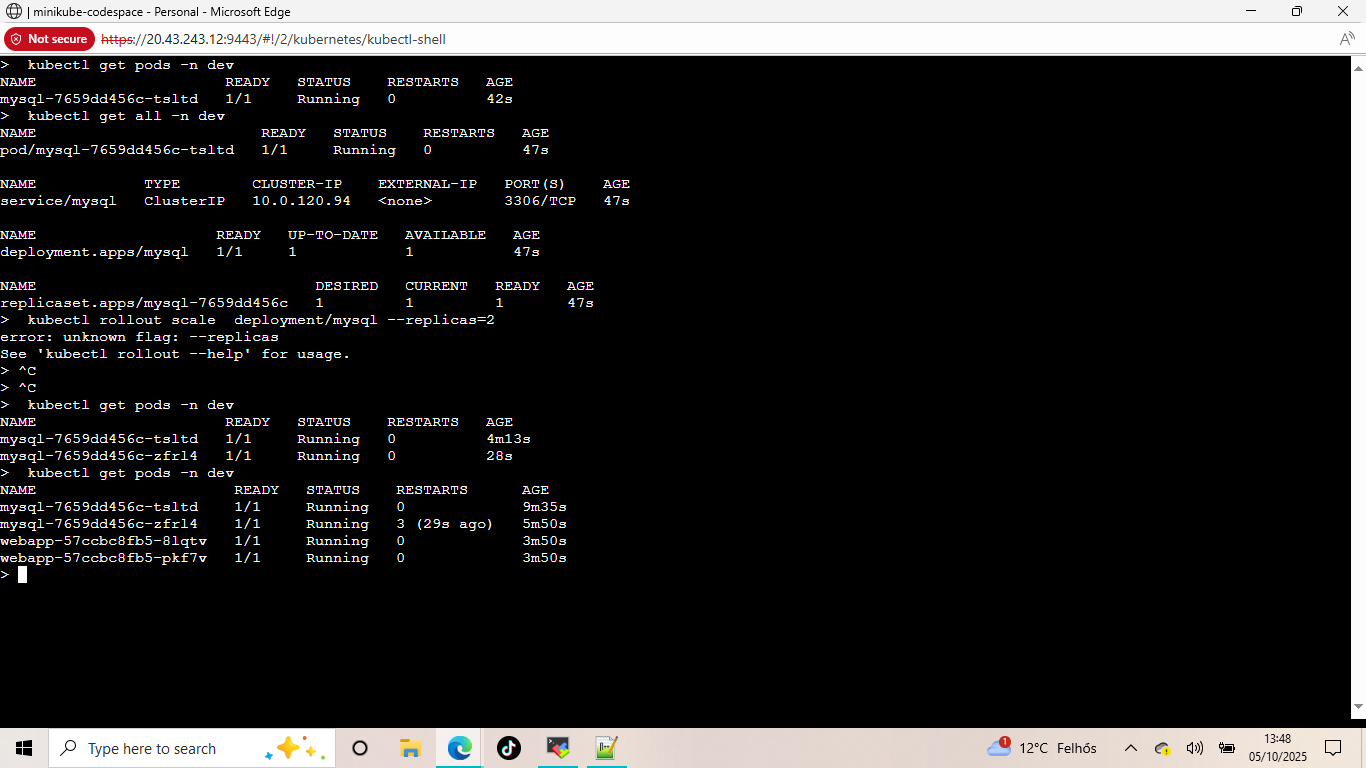 | minikube-codespace - Personal - Microsoft Edge
Not secure https://20.43.243.12:9443/#!/2/kubernetes/kubectl-shell
>  kubectl get pods -n dev
NAME                     READY   STATUS    RESTARTS   AGE
mysql-7659dd456c-tsltd   1/1     Running   0          42s
>  kubectl get all -n dev
NAME                         READY   STATUS    RESTARTS   AGE
pod/mysql-7659dd456c-tsltd   1/1     Running   0          47s
NAME            TYPE        CLUSTER-IP    EXTERNAL-IP   PORT(S)    AGE
service/mysql   ClusterIP   10.0.120.94   <none>        3306/TCP   47s
NAME                    READY   UP-TO-DATE   AVAILABLE   AGE
deployment.apps/mysql   1/1     1            1           47s
NAME                               DESIRED   CURRENT   READY   AGE
replicaset.apps/mysql-7659dd456c   1         1         1       47s
>  kubectl rollout scale  deployment/mysql --replicas=2
error: unknown flag: --replicas
See 'kubectl rollout --help' for usage.
> ^C
> ^C
>  kubectl get pods -n dev
NAME                     READY   STATUS    RESTARTS   AGE
mysql-7659dd456c-tsltd   1/1     Running   0          4m13s
mysql-7659dd456c-zfrl4   1/1     Running   0          28s
>  kubectl get pods -n dev
NAME                      READY   STATUS    RESTARTS      AGE
mysql-7659dd456c-tsltd    1/1     Running   0             9m35s
mysql-7659dd456c-zfrl4    1/1     Running   3 (29s ago)   5m50s
webapp-57ccbc8fb5-8lqtv   1/1     Running   0             3m50s
webapp-57ccbc8fb5-pkf7v   1/1     Running   0             3m50s
>
Type here to search
1
12°C Felhős
13:48
05/10/2025